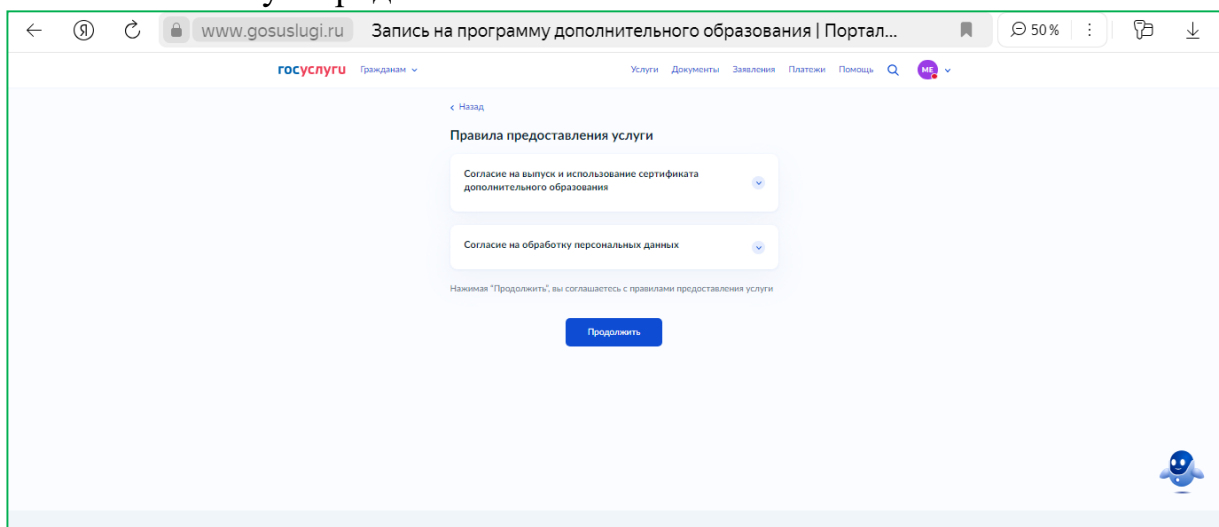 www.gosuslugi.ru Запись на программу дополнительного образования | Портал... 50 %
госуслуги Гражданам Услуги Документы Заявления Платежи Помощь МЕ
Назад
Правила предоставления услуги
Согласие на выпуск и использование сертификата
дополнительного образования
Согласие на обработку персональных данных
Нажимая "Продолжить", вы соглашаетесь с правилами предоставления услуги
Продолжить